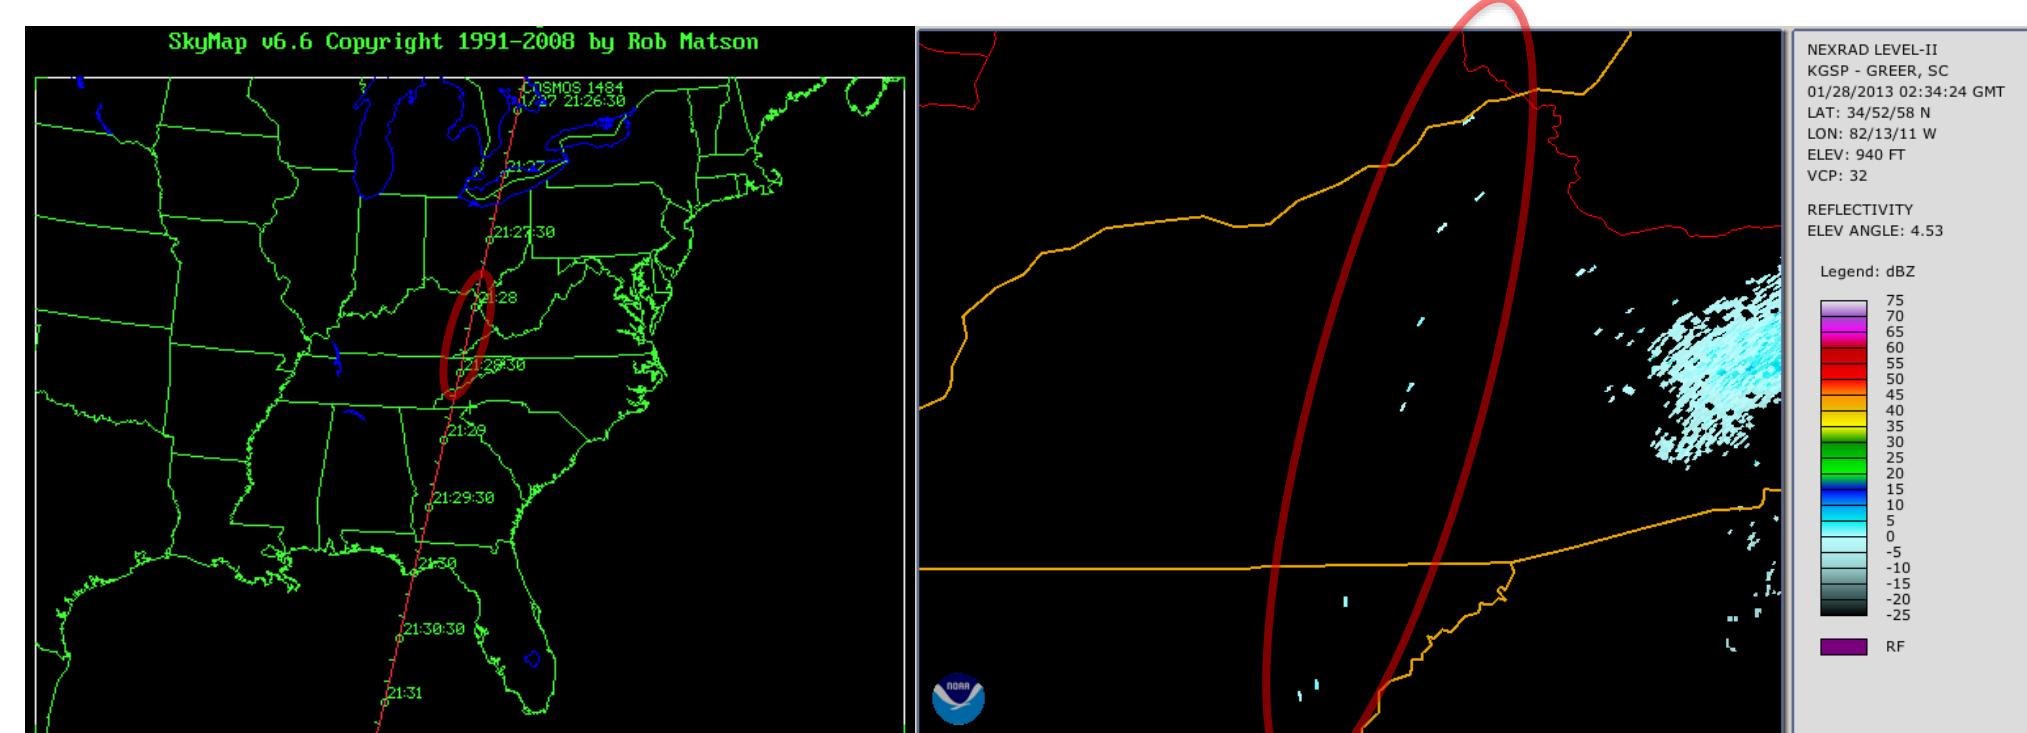 SkyMap v6.6 Copyright 1991-2008 by Rob Matson
COSMOS 1484
1/27 21:26:30
21:27
21:27:30
21:28
21:28:30
21:29
21:29:30
21:30
21:30:30
21:31
NOAA
NEXRAD LEVEL-II
KGSP - GREER, SC
01/28/2013 02:34:24 GMT
LAT: 34/52/58 N
LON: 82/13/11 W
ELEV: 940 FT
VCP: 32
REFLECTIVITY
ELEV ANGLE: 4.53
Legend: dBZ
75
70
65
60
55
50
45
40
35
30
25
20
15
10
5
0
-5
-10
-15
-20
-25
RF